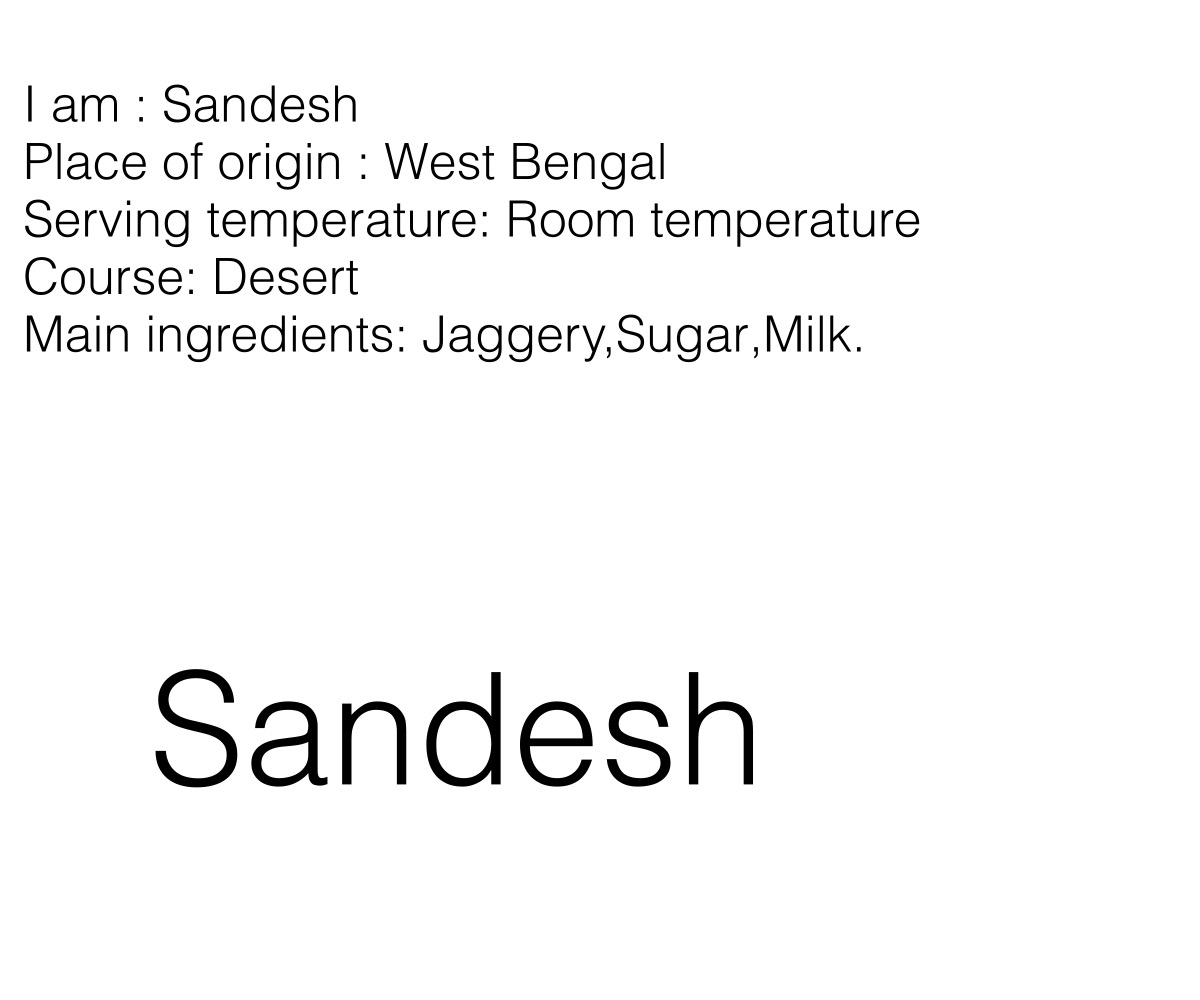 I am : Sandesh
Place of origin : West Bengal
Serving temperature: Room temperature
Course: Desert
Main ingredients: Jaggery,Sugar,Milk.
Sandesh